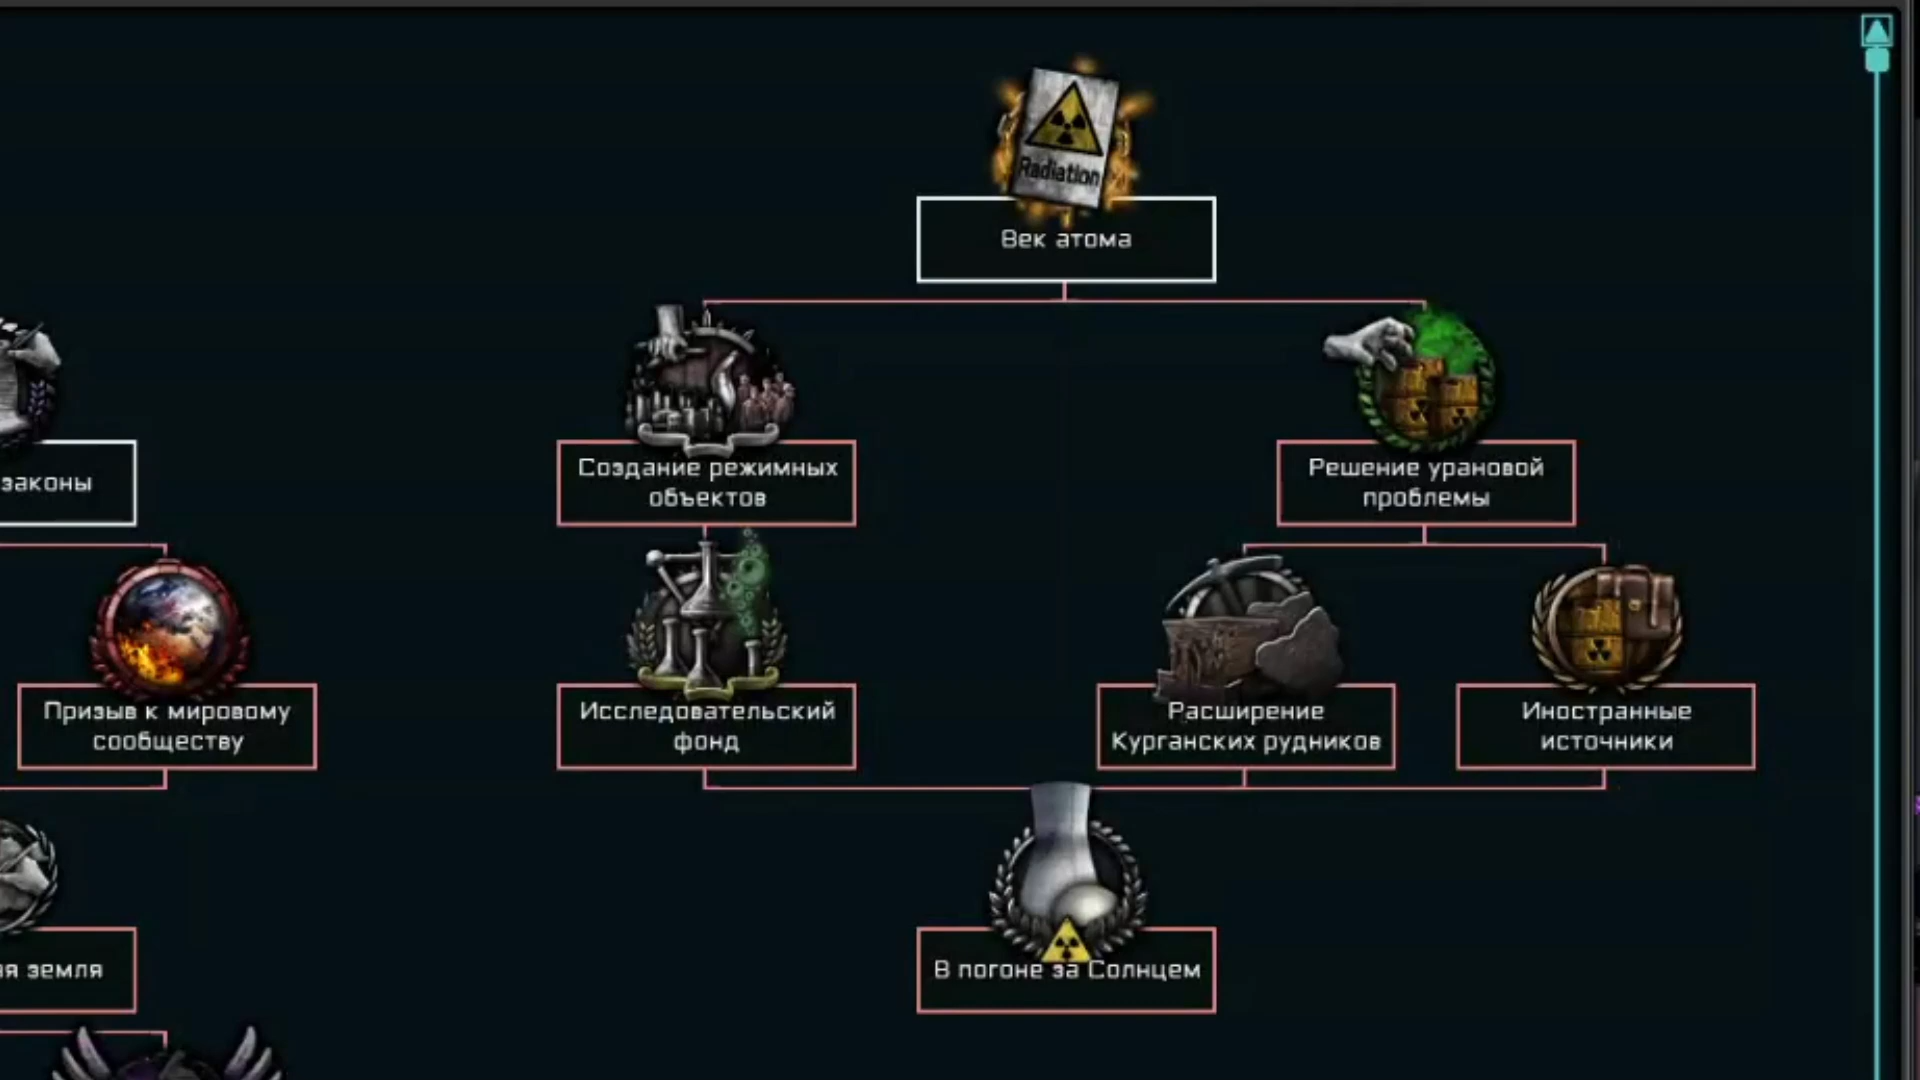 Radiation
Век атома
законы
Создание режимных
объектов
Решение урановой
проблемы
Призыв к мировому
сообществу
Исследовательский
фонд
Расширение
Курганских рудников
Иностранные
источники
земля
В погоне за Солнцем